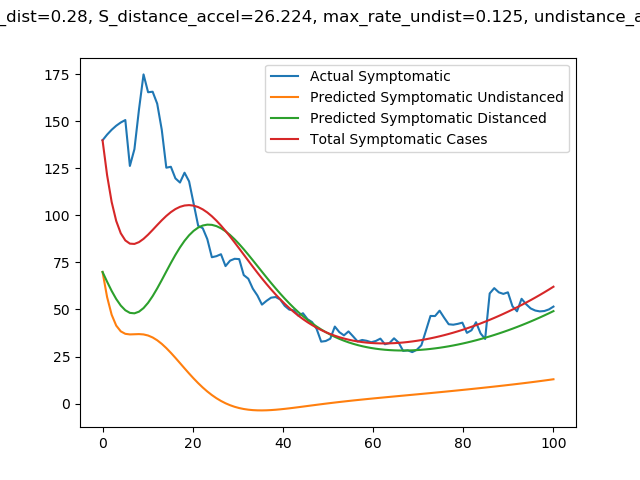 _dist=0.28, S_distance_accel=26.224, max_rate_undist=0.125, undistance_a
Actual Symptomatic
Predicted Symptomatic Undistanced
Predicted Symptomatic Distanced
Total Symptomatic Cases
175
150
125
100
75
50
25
0
0 20 40 60 80 100